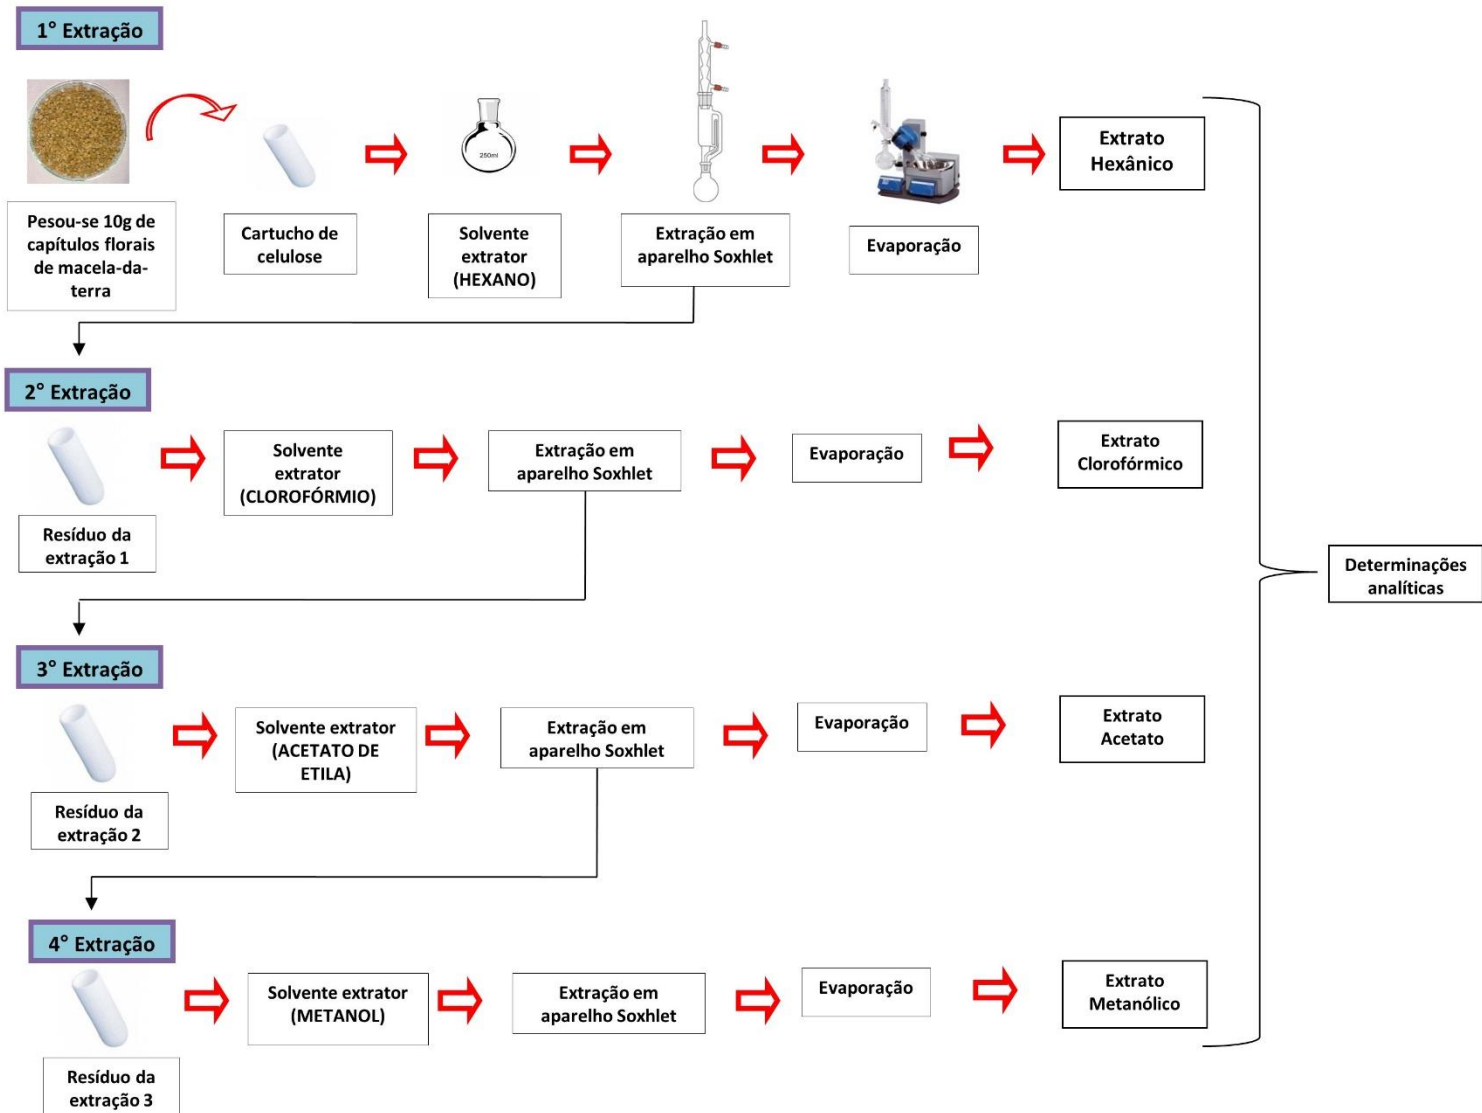 1° Extração
250ml
Pesou-se 10g de
capítulos florais
de macela-da-
terra
Cartucho de
celulose
Solvente
extrator
(HEXANO)
Extração em
aparelho Soxhlet
Evaporação
Extrato
Hexânico
2° Extração
Resíduo da
extração 1
Solvente
extrator
(CLOROFÓRMIO)
Extração em
aparelho Soxhlet
Evaporação
Extrato
Clorofórmico
Determinações
analíticas
3° Extração
Resíduo da
extração 2
Solvente extrator
(ACETATO DE
ETILA)
Extração em
aparelho Soxhlet
Evaporação
Extrato
Acetato
4° Extração
Resíduo da
extração 3
Solvente extrator
(METANOL)
Extração em
aparelho Soxhlet
Evaporação
Extrato
Metanólico